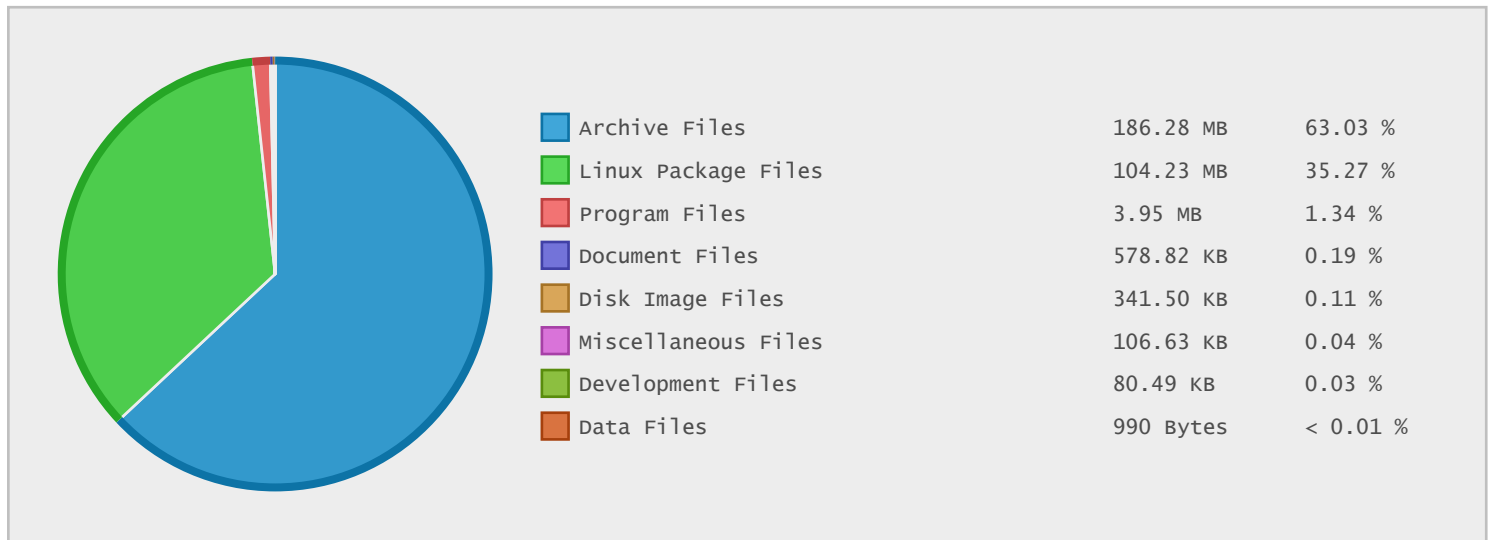 Archive Files 186.28 MB 63.03 %
Linux Package Files 104.23 MB 35.27 %
Program Files 3.95 MB 1.34 %
Document Files 578.82 KB 0.19 %
Disk Image Files 341.50 KB 0.11 %
Miscellaneous Files 106.63 KB 0.04 %
Development Files 80.49 KB 0.03 %
Data Files 990 Bytes < 0.01 %